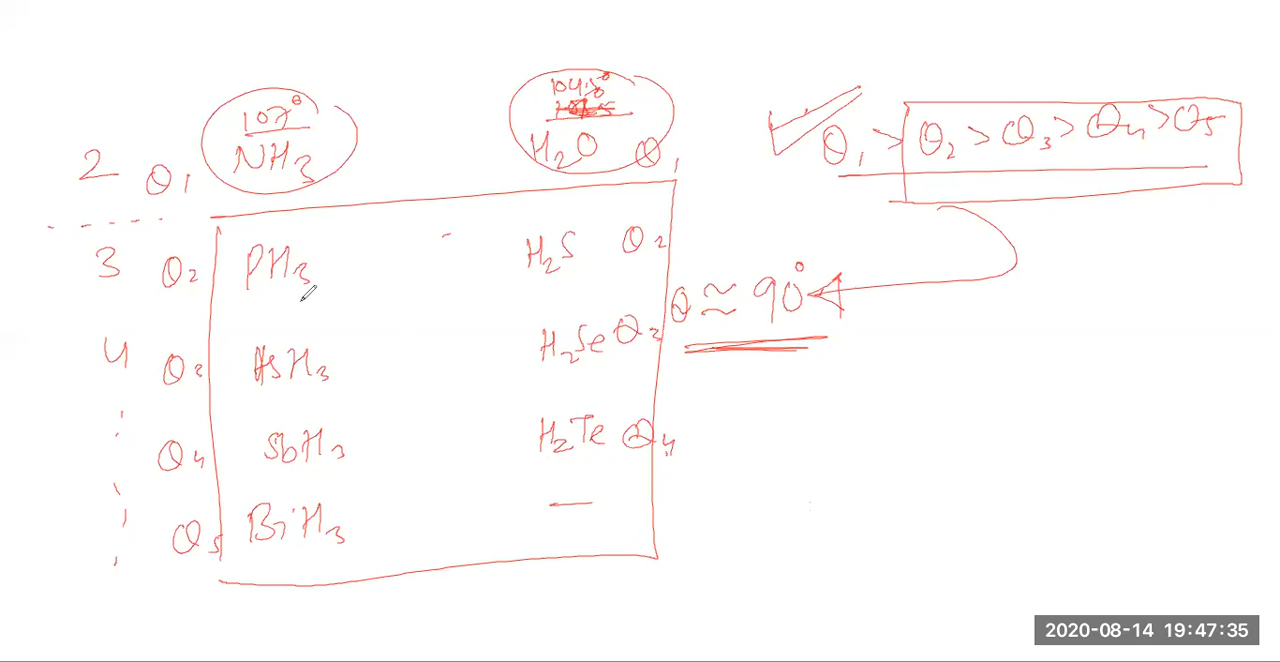 107°
104.5°
NH3
H2O θ1
2 θ1
θ1 > θ2 > θ3 > θ4 > θ5
3 θ2 PH3 H2S θ2
θ ≃ 90°
4 θ3 AsH3 H2Se θ3
θ4 SbH3 H2Te θ4
θ5 BiH3 —
2020-08-14 19:47:35